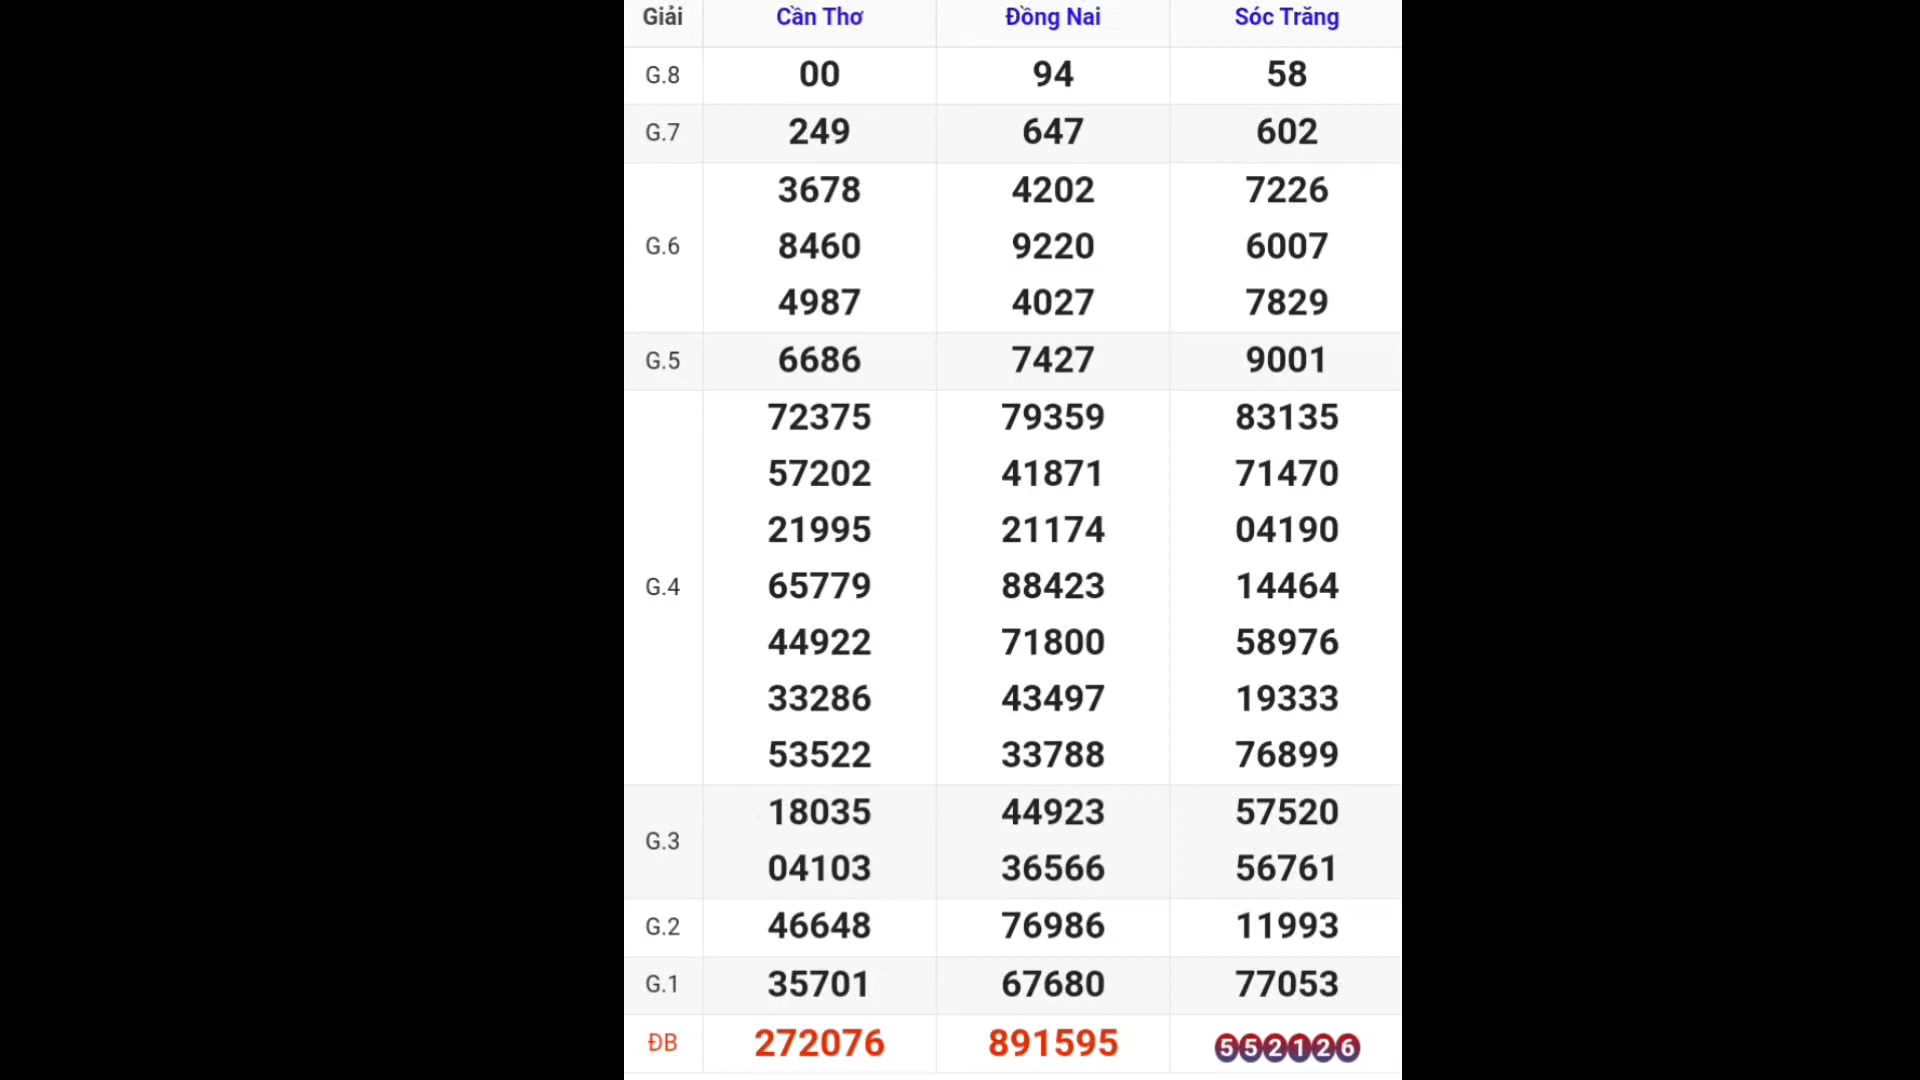 Giải Cần Thơ Đồng Nai Sóc Trăng
G.8 00 94 58
G.7 249 647 602
3678 4202 7226
G.6 8460 9220 6007
4987 4027 7829
G.5 6686 7427 9001
72375 79359 83135
57202 41871 71470
21995 21174 04190
G.4 65779 88423 14464
44922 71800 58976
33286 43497 19333
53522 33788 76899
18035 44923 57520
G.3
04103 36566 56761
G.2 46648 76986 11993
G.1 35701 67680 77053
ĐB 272076 891595 552126